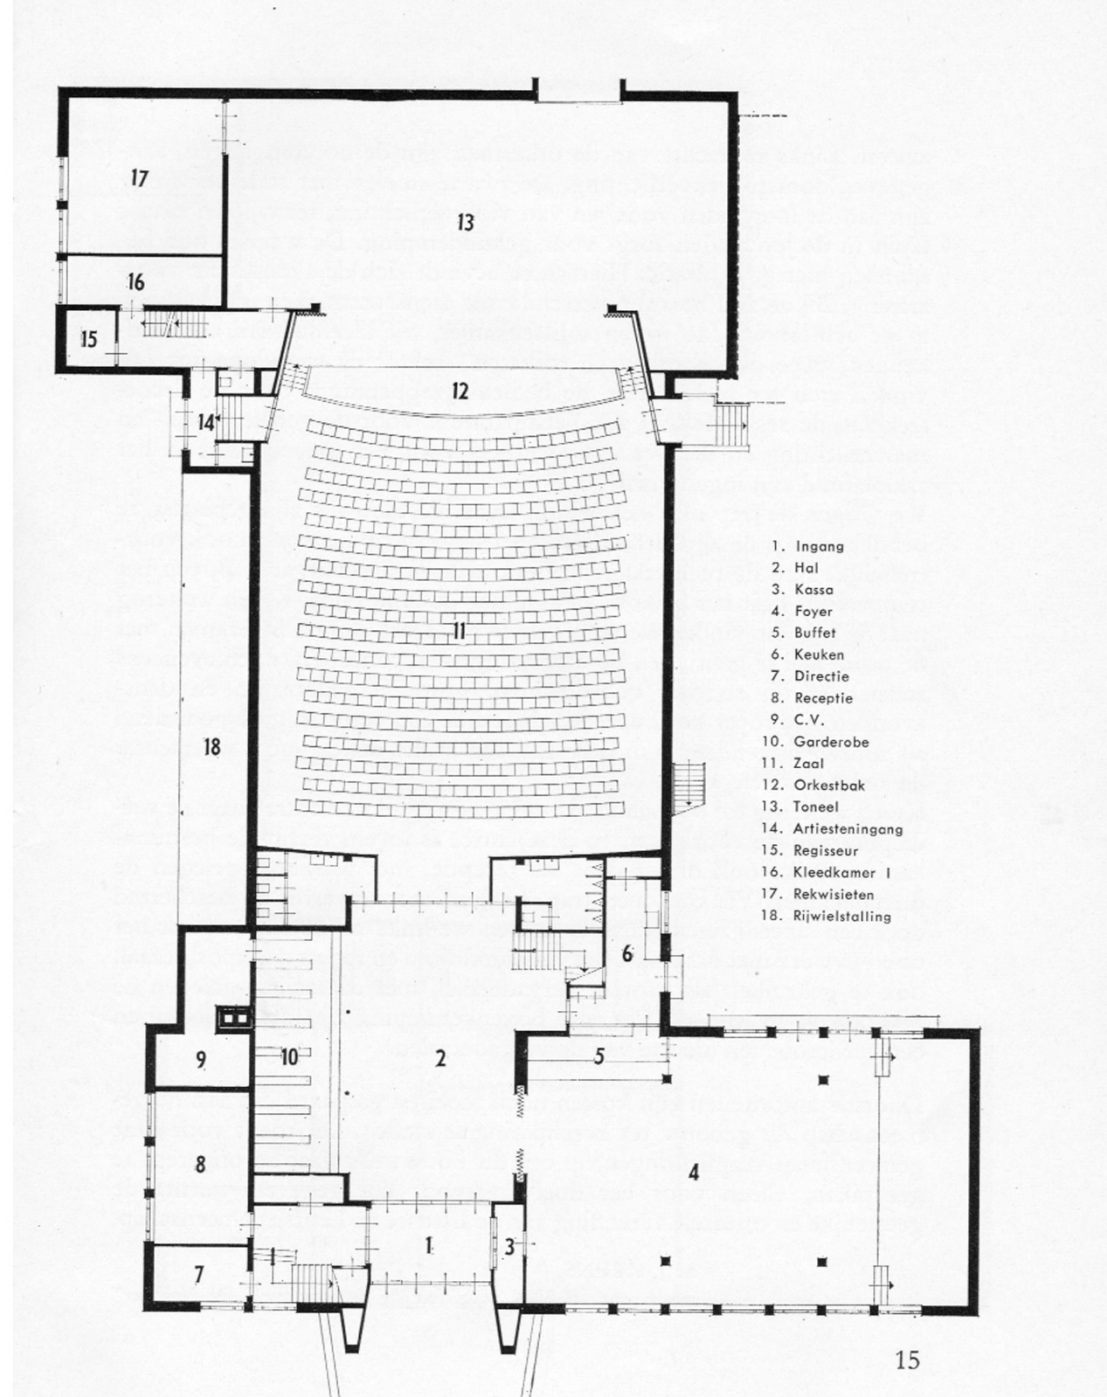 17
13
16
15
12
14
11
18
6
9
10
2
5
8
4
1
3
7
1. Ingang
2. Hal
3. Kassa
4. Foyer
5. Buffet
6. Keuken
7. Directie
8. Receptie
9. C.V.
10. Garderobe
11. Zaal
12. Orkestbak
13. Toneel
14. Artiesteningang
15. Regisseur
16. Kleedkamer I
17. Rekwisieten
18. Rijwielstalling
15